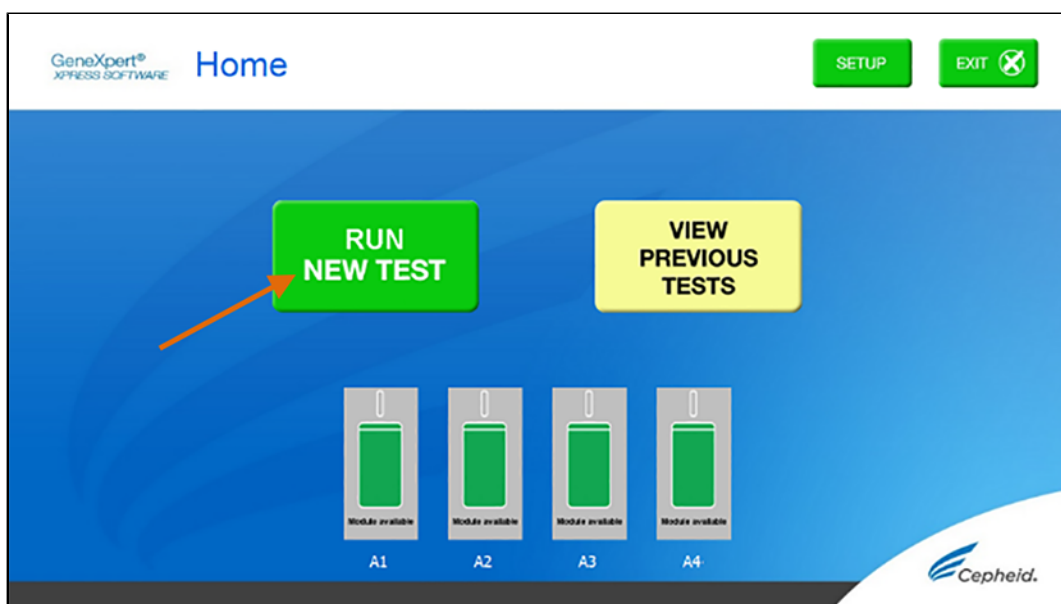 GeneXpert®
XPRESS SOFTWARE
Home
SETUP
EXIT
RUN
NEW TEST
VIEW
PREVIOUS
TESTS
Module available
Module available
Module available
Module available
A1
A2
A3
A4
Cepheid.